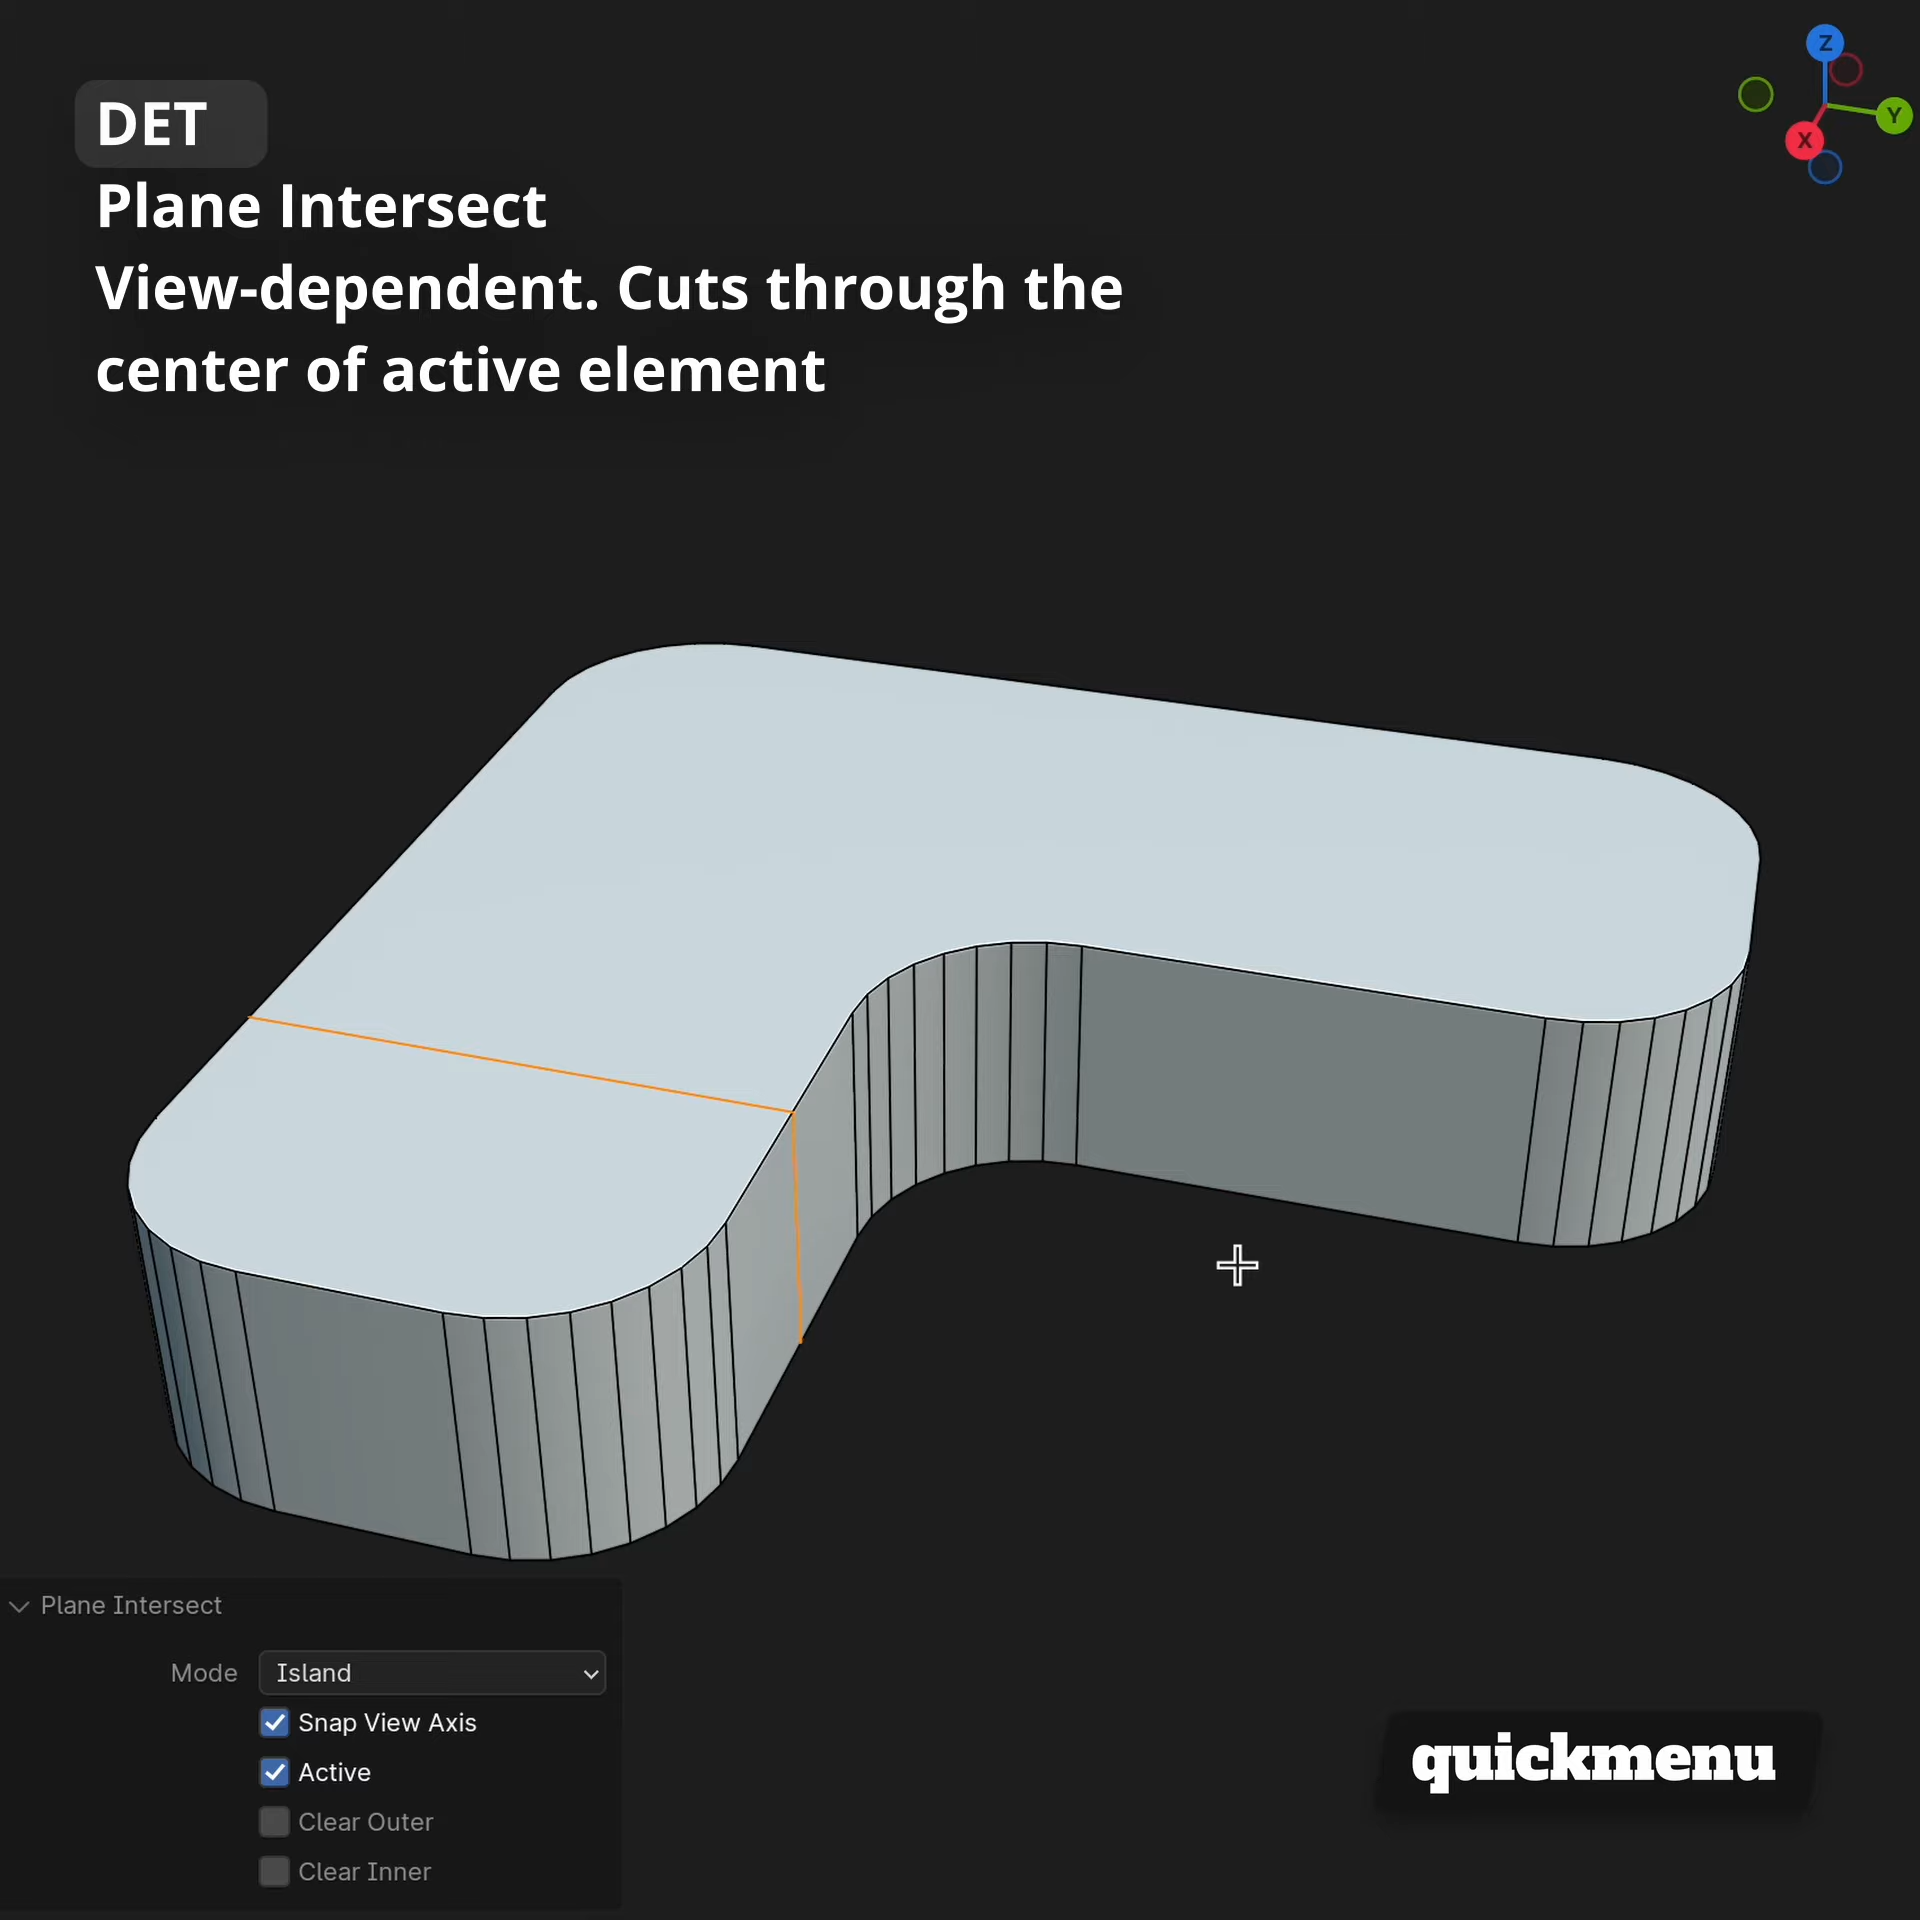 Z
Y
X
DET
Plane Intersect
View-dependent. Cuts through the
center of active element
Plane Intersect
Mode Island
Snap View Axis
Active
Clear Outer
Clear Inner
quickmenu